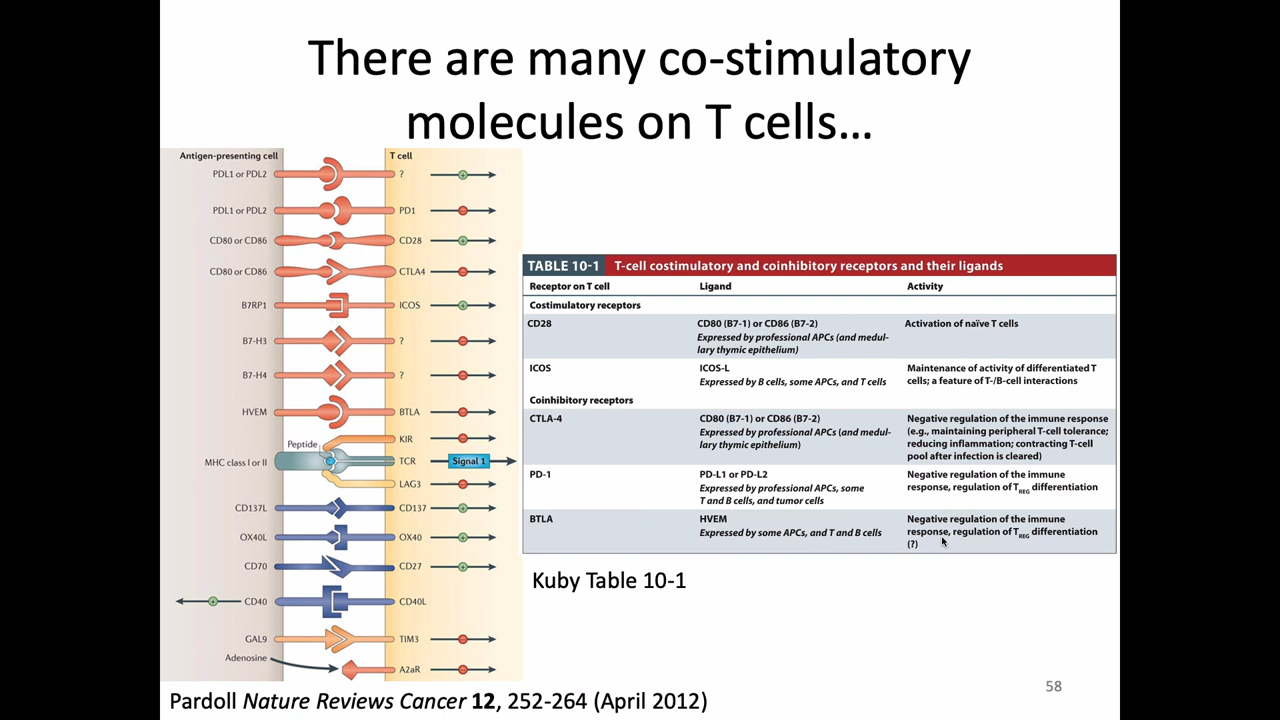 There are many co-stimulatory
molecules on T cells...
Antigen-presenting cell
T cell
PDL1 or PDL2
?
PDL1 or PDL2
PD1
CD80 or CD86
CD28
CD80 or CD86
CTLA4
B7RP1
ICOS
B7-H3
?
B7-H4
?
HVEM
BTLA
KIR
Peptide
MHC class I or II
TCR
Signal 1
LAG3
CD137L
CD137
OX40L
OX40
CD70
CD27
CD40
CD40L
GAL9
TIM3
Adenosine
A2aR
TABLE 10-1 T-cell costimulatory and coinhibitory receptors and their ligands
Receptor on T cell Ligand Activity
Costimulatory receptors
CD28
CD80 (B7-1) or CD86 (B7-2)
Expressed by professional APCs (and medul-
lary thymic epithelium)
Activation of naïve T cells
ICOS
ICOS-L
Expressed by B cells, some APCs, and T cells
Maintenance of activity of differentiated T
cells; a feature of T-/B-cell interactions
Coinhibitory receptors
CTLA-4
CD80 (B7-1) or CD86 (B7-2)
Expressed by professional APCs (and medul-
lary thymic epithelium)
Negative regulation of the immune response
(e.g., maintaining peripheral T-cell tolerance;
reducing inflammation; contracting T-cell
pool after infection is cleared)
PD-1
PD-L1 or PD-L2
Expressed by professional APCs, some
T and B cells, and tumor cells
Negative regulation of the immune
response, regulation of TREG differentiation
BTLA
HVEM
Expressed by some APCs, and T and B cells
Negative regulation of the immune
response, regulation of TREG differentiation
(?)
Kuby Table 10-1
58
Pardoll Nature Reviews Cancer 12, 252-264 (April 2012)